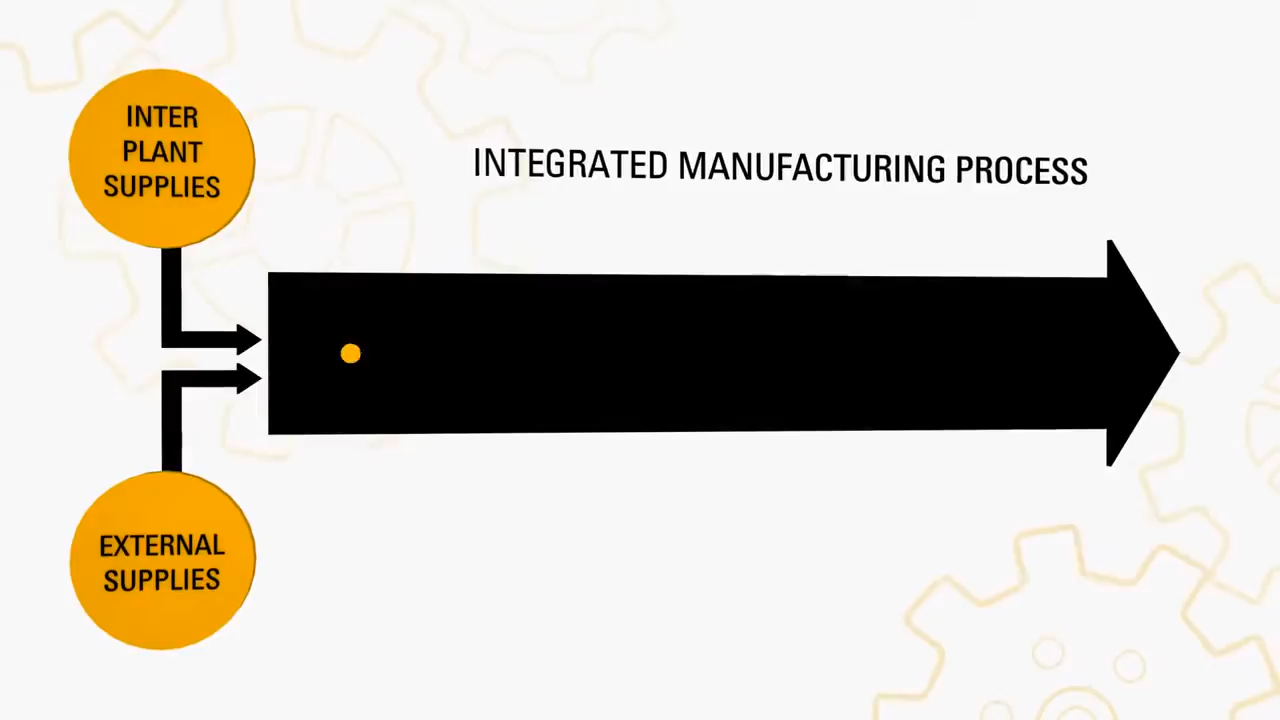 INTER
PLANT
SUPPLIES
INTEGRATED MANUFACTURING PROCESS
EXTERNAL
SUPPLIES